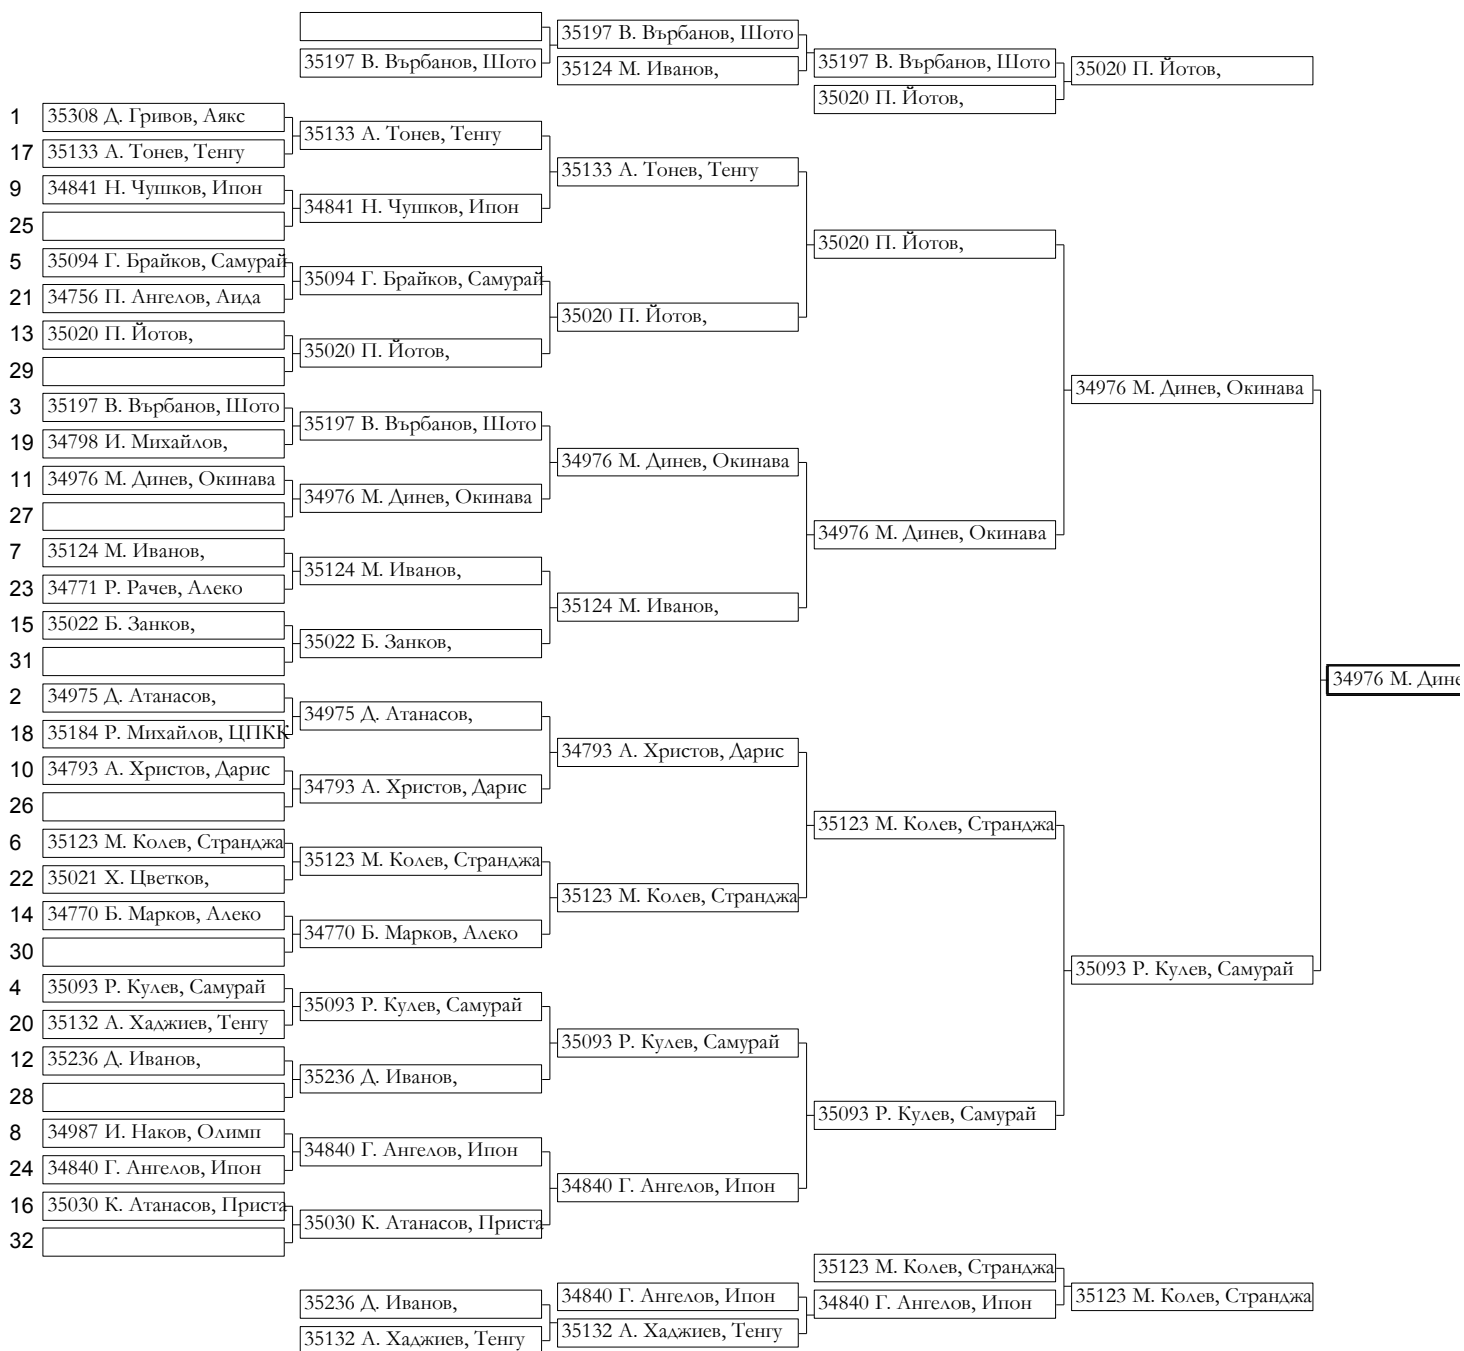 35197 В. Върбанов, Шото
35197 В. Върбанов, Шото
35124 М. Иванов,
35197 В. Върбанов, Шото
35020 П. Йотов,
35020 П. Йотов,
1 35308 Д. Гривов, Аякс
17 35133 А. Тонев, Тенгу
9 34841 Н. Чушков, Ипон
25
5 35094 Г. Брайков, Самурай
21 34756 П. Ангелов, Аида
13 35020 П. Йотов,
29
3 35197 В. Върбанов, Шото
19 34798 И. Михайлов,
11 34976 М. Динев, Окинава
27
7 35124 М. Иванов,
23 34771 Р. Рачев, Алеко
15 35022 Б. Занков,
31
2 34975 Д. Атанасов,
18 35184 Р. Михайлов, ЦПКК
10 34793 А. Христов, Дарис
26
6 35123 М. Колев, Странджа
22 35021 Х. Цветков,
14 34770 Б. Марков, Алеко
30
4 35093 Р. Кулев, Самурай
20 35132 А. Хаджиев, Тенгу
12 35236 Д. Иванов,
28
8 34987 И. Наков, Олимп
24 34840 Г. Ангелов, Ипон
16 35030 К. Атанасов, Приста
32
35133 А. Тонев, Тенгу
34841 Н. Чушков, Ипон
35094 Г. Брайков, Самурай
35020 П. Йотов,
35197 В. Върбанов, Шото
34976 М. Динев, Окинава
35124 М. Иванов,
35022 Б. Занков,
34975 Д. Атанасов,
34793 А. Христов, Дарис
35123 М. Колев, Странджа
34770 Б. Марков, Алеко
35093 Р. Кулев, Самурай
35236 Д. Иванов,
34840 Г. Ангелов, Ипон
35030 К. Атанасов, Приста
35133 А. Тонев, Тенгу
35020 П. Йотов,
34976 М. Динев, Окинава
35124 М. Иванов,
34793 А. Христов, Дарис
35123 М. Колев, Странджа
35093 Р. Кулев, Самурай
34840 Г. Ангелов, Ипон
35020 П. Йотов,
34976 М. Динев, Окинава
35123 М. Колев, Странджа
35093 Р. Кулев, Самурай
34976 М. Динев, Окинава
35093 Р. Кулев, Самурай
34976 М. Дине
35236 Д. Иванов,
35132 А. Хаджиев, Тенгу
34840 Г. Ангелов, Ипон
35132 А. Хаджиев, Тенгу
35123 М. Колев, Странджа
34840 Г. Ангелов, Ипон
35123 М. Колев, Странджа